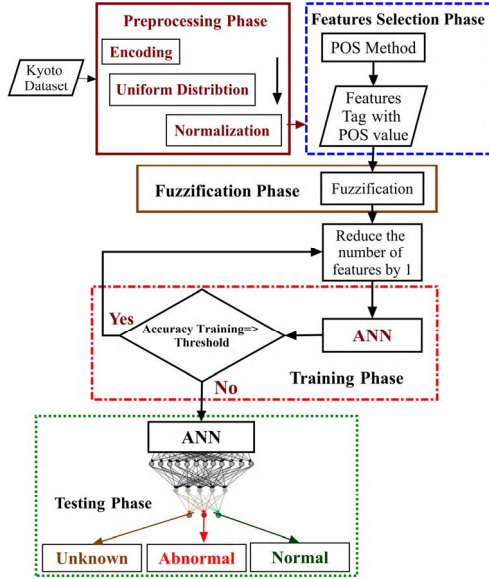 Preprocessing Phase
Features Selection Phase
Kyoto
Dataset
Encoding
Uniform Distribtion
Normalization
POS Method
Features
Tag with
POS value
Fuzzification Phase
Fuzzification
Reduce the
number of
features by 1
Yes
Accuracy Training=>
Threshold
ANN
Training Phase
No
ANN
Testing Phase
Unknown
Abnormal
Normal